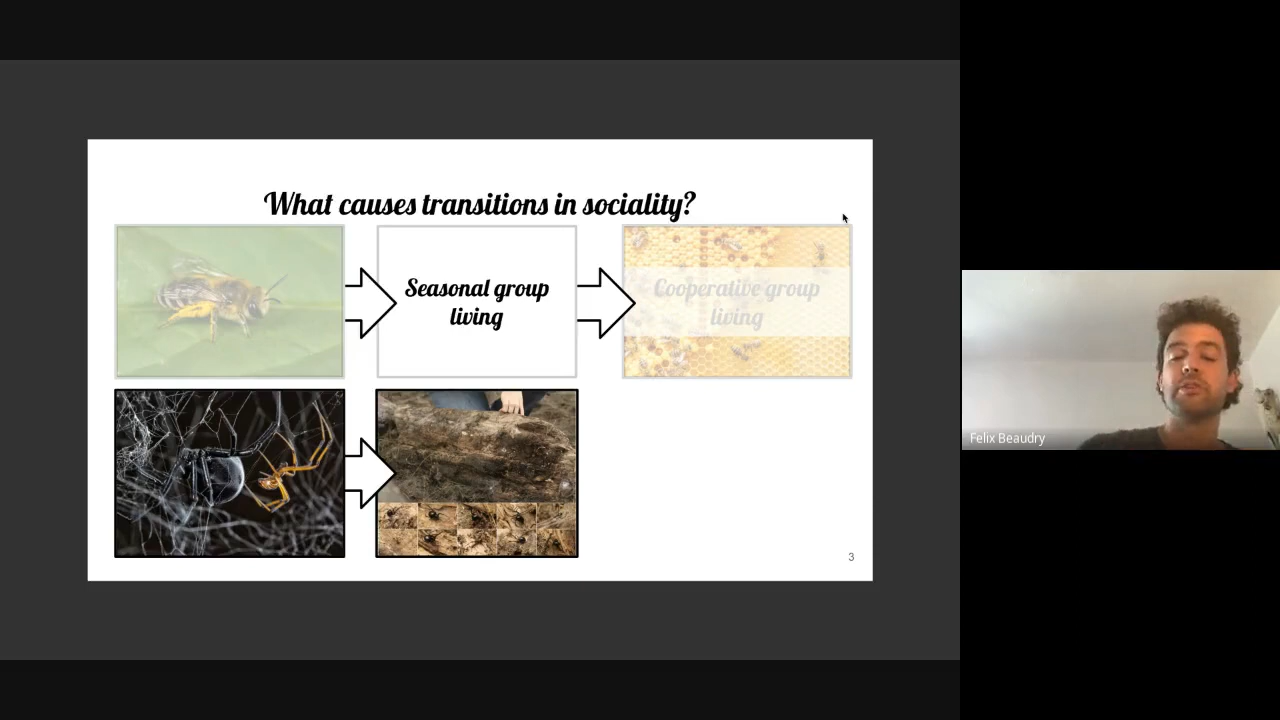 What causes transitions in sociality?
Seasonal group
living
Cooperative group
living
3
Felix Beaudry